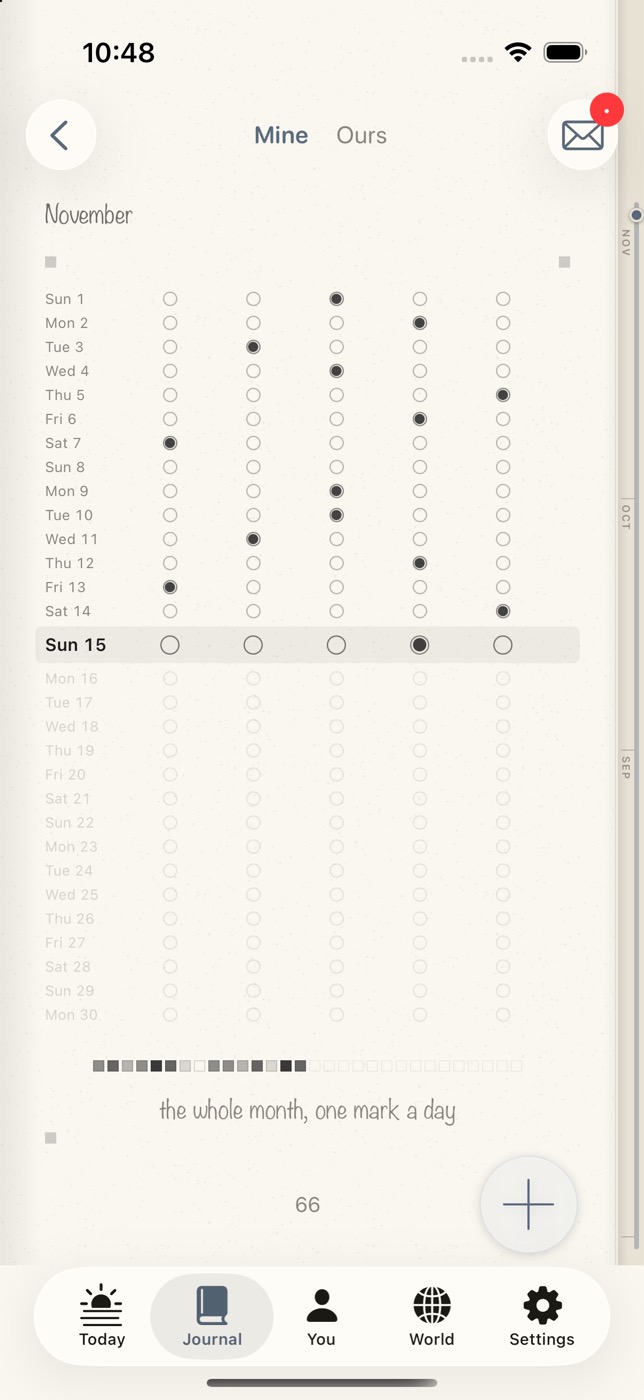 10:48
Mine Ours
November
NOV
Sun 1
Mon 2
Tue 3
Wed 4
Thu 5
Fri 6
Sat 7
Sun 8
Mon 9
Tue 10
OCT
Wed 11
Thu 12
Fri 13
Sat 14
Sun 15
Mon 16
Tue 17
Wed 18
Thu 19
SEP
Fri 20
Sat 21
Sun 22
Mon 23
Tue 24
Wed 25
Thu 26
Fri 27
Sat 28
Sun 29
Mon 30
the whole month, one mark a day
66
Today Journal You World Settings